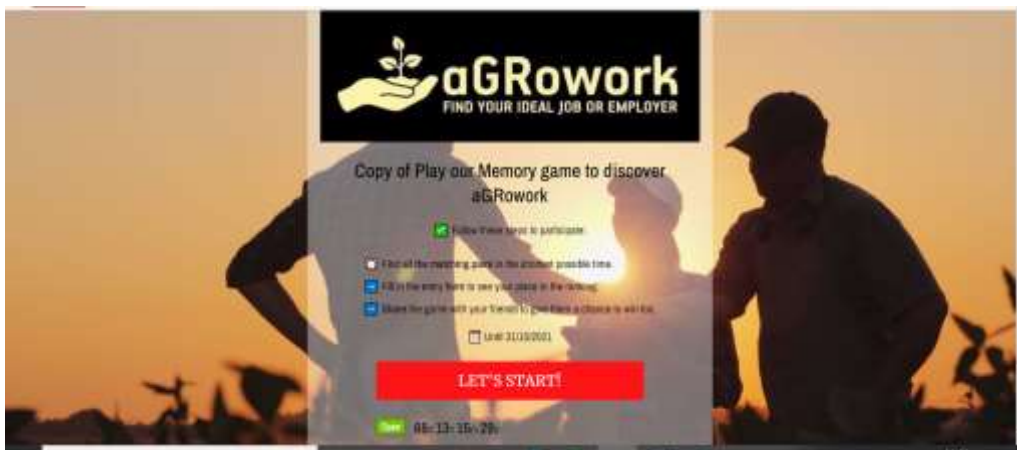 aGRowork
FIND YOUR IDEAL JOB OR EMPLOYER
Copy of Play our Memory game to discover
aGRowork
Follow these steps to participate:
Find all the matching pairs in the shortest possible time.
Fill in the entry form to see your place in the ranking.
Share the game with your friends to give them a chance to win too.
Until 31/10/2021
LET'S START!
Open